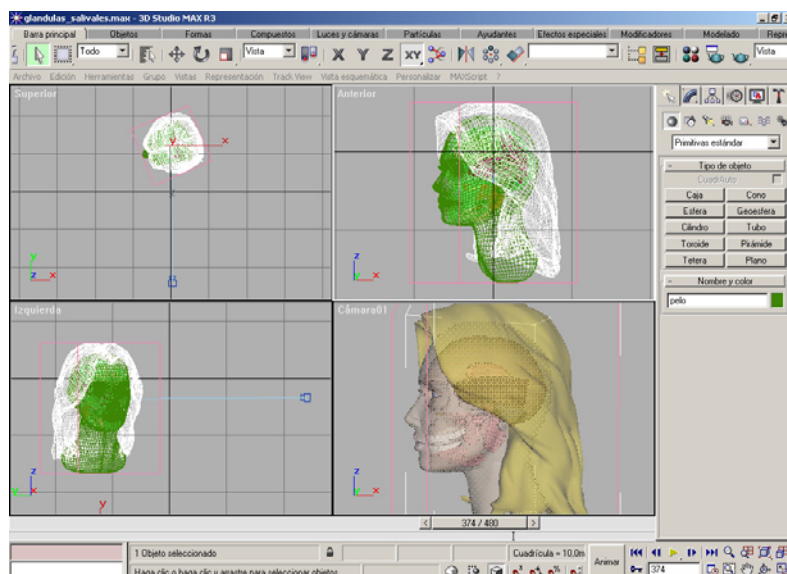 glandulas_salivales.max - 3D Studio MAX R3
Barra principal Objetos Formas Compuestos Luces y cámaras Partículas Ayudantes Efectos especiales Modificadores Modelado Repre
Todo Vista X Y Z XY Vista
Archivo Edición Herramientas Grupo Vistas Representación Track View Vista esquemática Personalizar MAXScript ?
Superior
Anterior
y x
y
z x
z
x
Primitivas estándar
- Tipo de objeto
CuadrAuto
Caja Cono
Esfera Geoesfera
Cilindro Tubo
Toroide Pirámide
Tetera Plano
- Nombre y color
pelo
Izquierda
Cámara01
z
y
y
z
x
< 374 / 480 >
1 Objeto seleccionado
Cuadrícula = 10,0m
Animar
Haga clic o haga clic y arrastre para seleccionar objetos
374